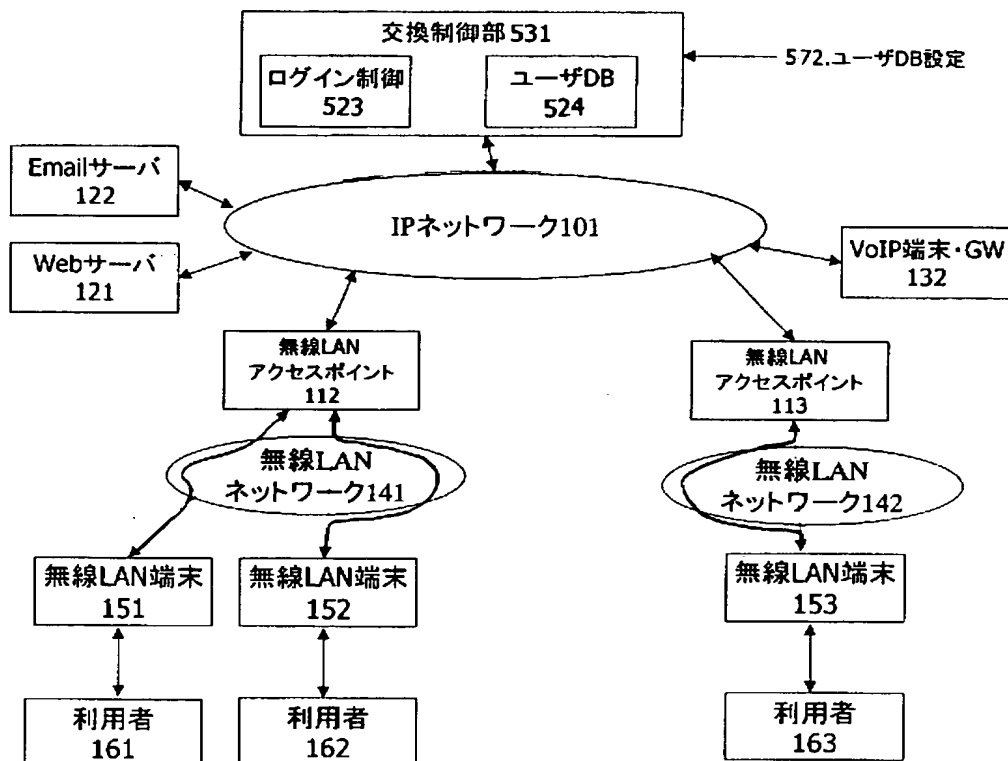 交換制御部531
ログイン制御
523
ユーザDB
524
572.ユーザDB設定
Emailサーバ
122
IPネットワーク101
Webサーバ
121
VoIP端末・GW
132
無線LAN
アクセスポイント
112
無線LAN
アクセスポイント
113
無線LAN
ネットワーク141
無線LAN
ネットワーク142
無線LAN端末
151
無線LAN端末
152
無線LAN端末
153
利用者
161
利用者
162
利用者
163